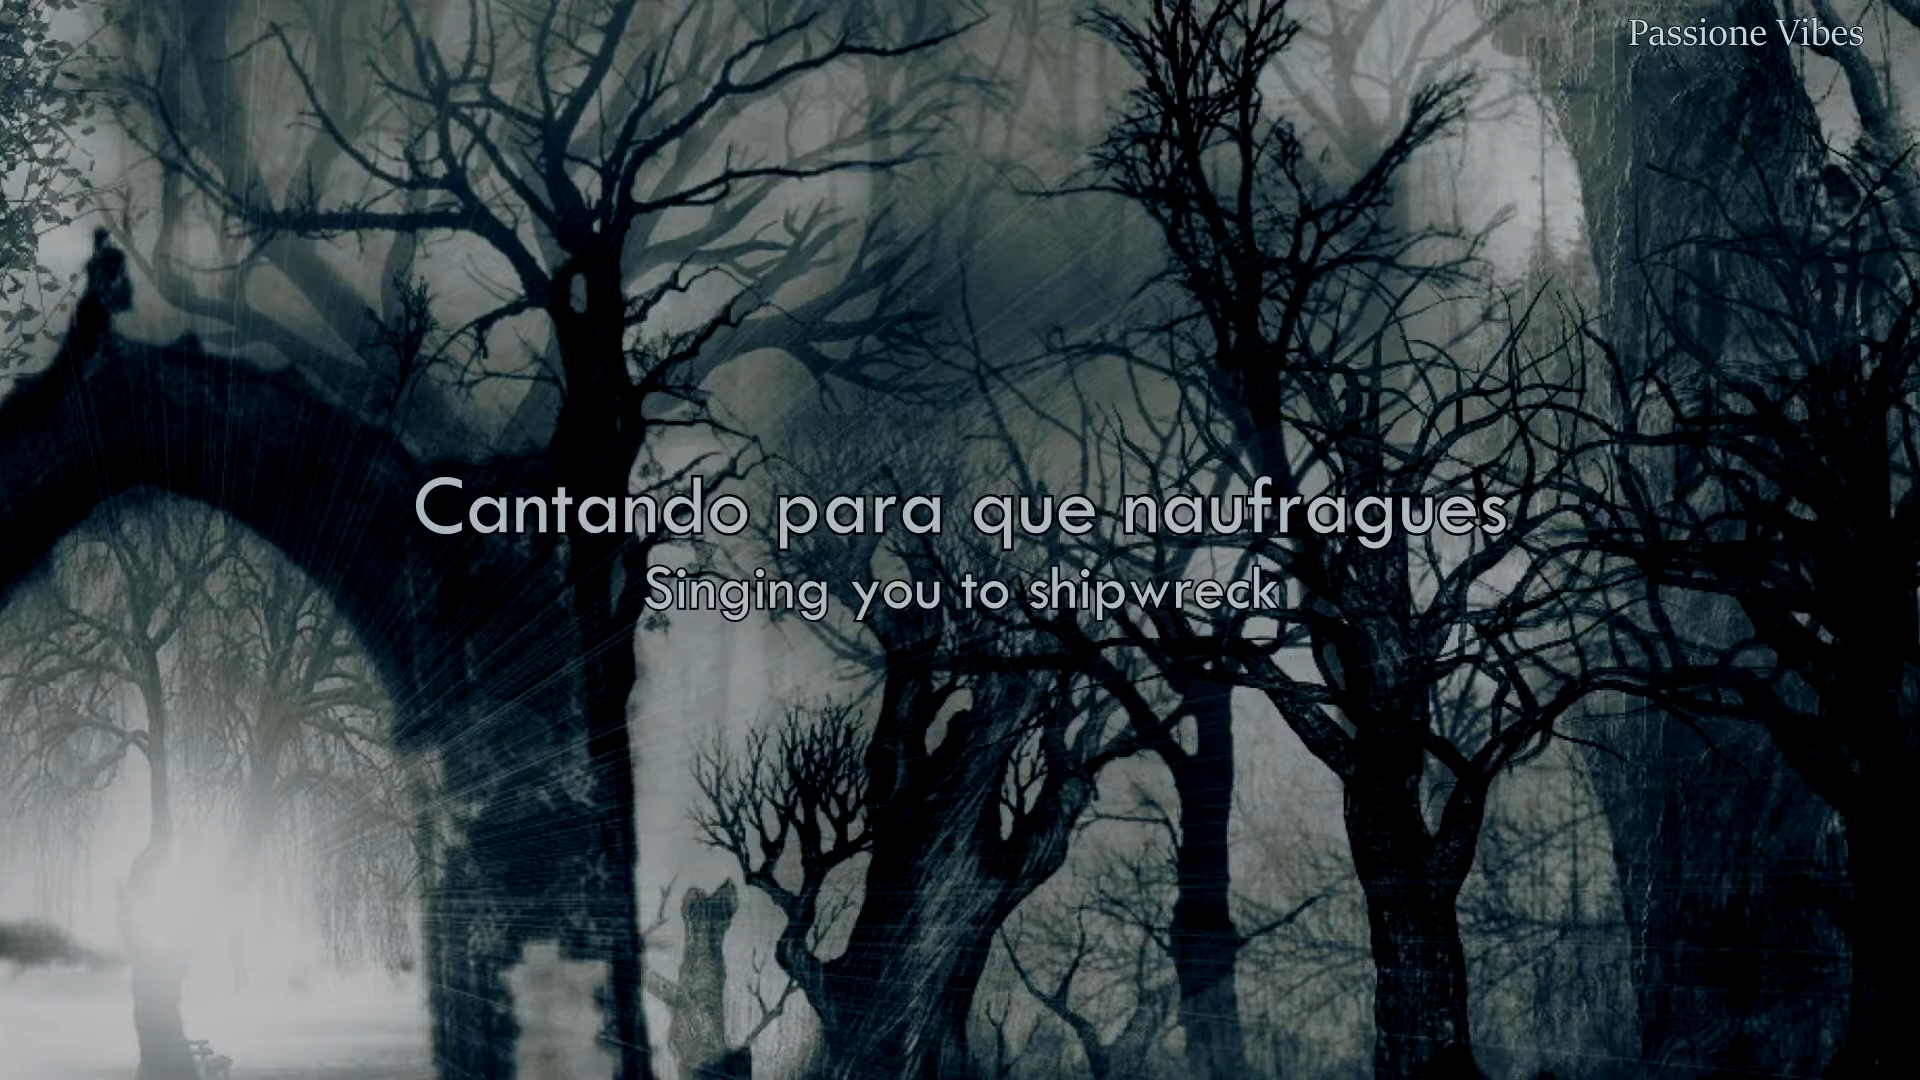 Passione Vibes
Cantando para que naufragues
Singing you to shipwreck